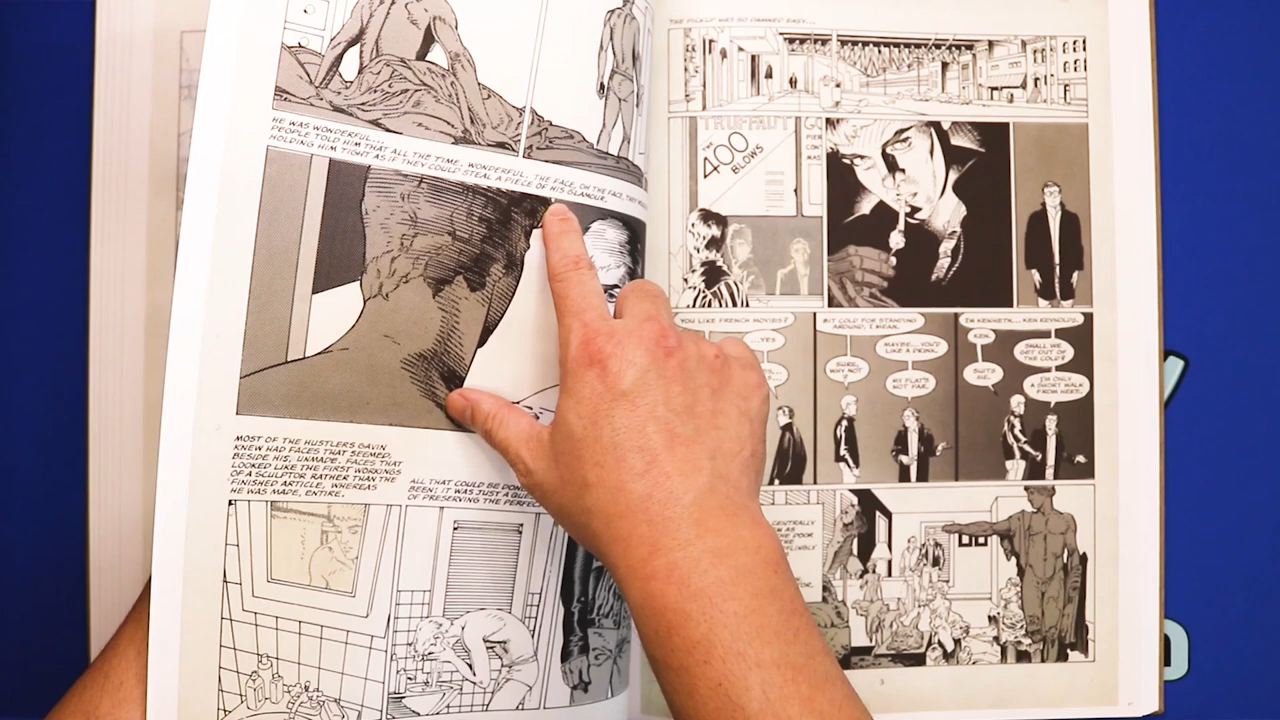 HE WAS WONDERFUL...
PEOPLE TOLD HIM THAT ALL THE TIME. WONDERFUL. THE FACE, OH THE FACE, THEY
HOLDING HIM TIGHT AS IF THEY COULD STEAL A PIECE OF HIS GLAMOUR.
MOST OF THE HUSTLERS GAVIN
KNEW HAD FACES THAT SEEMED,
BESIDE HIS, UNMADE. FACES THAT
LOOKED LIKE THE FIRST WORKINGS
OF A SCULPTOR RATHER THAN THE
FINISHED ARTICLE, WHEREAS
HE WAS MADE, ENTIRE.
ALL THAT COULD BE DONE
BEEN; IT WAS JUST A
OF PRESERVING THE
THE PICKUP WAS SO DAMNED EASY...
TRUFFAUT
THE
400
BLOWS
YOU LIKE FRENCH MOVIES?
...YES
BUT COLD FOR STANDING
AROUND, I MEAN.
SURE,
WHY NOT
?
MAYBE...YOU'D
LIKE A DRINK.
MY FLAT'S
NOT FAR.
I'M KENNETH... KEN REYNOLDS.
KEN.
SUITS
ME.
SHALL WE
GET OUT OF
THE COLD?
I'M ONLY
A SHORT WALK
FROM HERE.
CENTRALLY
AS
THE DOOR
THE
3